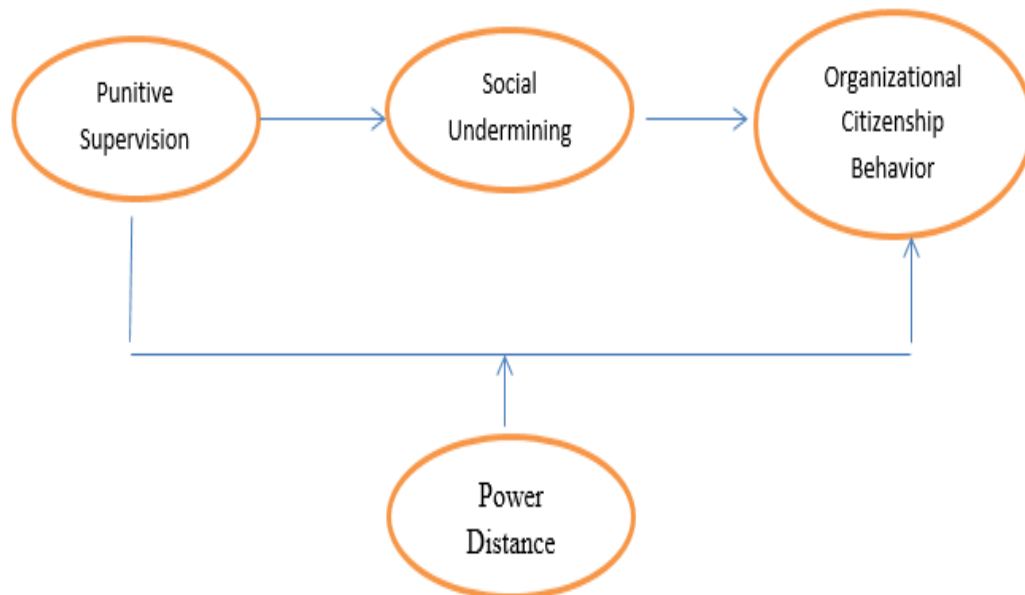 Punitive
Supervision
Social
Undermining
Organizational
Citizenship
Behavior
Power
Distance